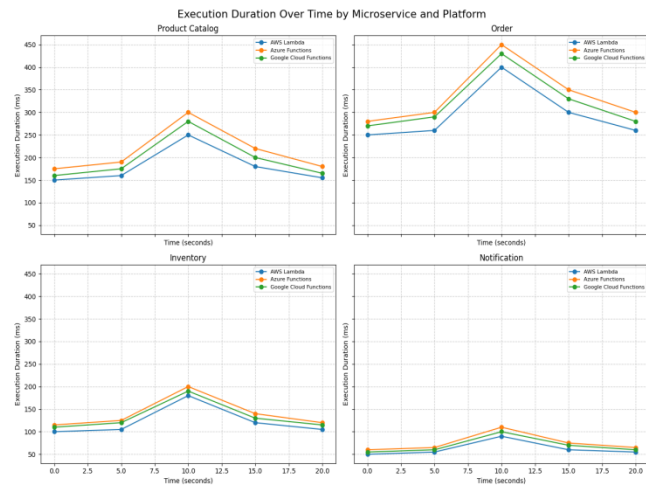 Execution Duration Over Time by Microservice and Platform
Product Catalog
Order
450
400
350
300
250
200
150
100
50
Execution Duration (ms)
AWS Lambda
Azure Functions
Google Cloud Functions
Time (seconds)
Execution Duration (ms)
AWS Lambda
Azure Functions
Google Cloud Functions
Time (seconds)
Inventory
Notification
450
400
350
300
250
200
150
100
50
Execution Duration (ms)
AWS Lambda
Azure Functions
Google Cloud Functions
0.0 2.5 5.0 7.5 10.0 12.5 15.0 17.5 20.0
Time (seconds)
Execution Duration (ms)
AWS Lambda
Azure Functions
Google Cloud Functions
0.0 2.5 5.0 7.5 10.0 12.5 15.0 17.5 20.0
Time (seconds)